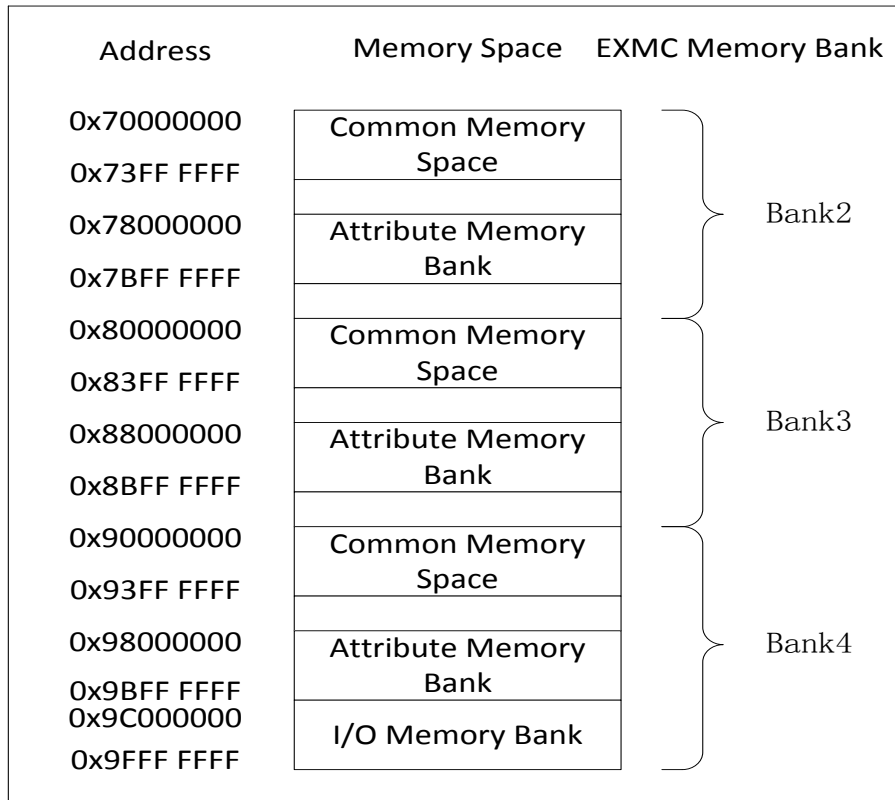 Address Memory Space EXMC Memory Bank
0x70000000
Common Memory
Space
0x73FF FFFF
0x78000000
Attribute Memory
Bank
0x7BFF FFFF
Bank2
0x80000000
Common Memory
Space
0x83FF FFFF
0x88000000
Attribute Memory
Bank
0x8BFF FFFF
Bank3
0x90000000
Common Memory
Space
0x93FF FFFF
0x98000000
Attribute Memory
Bank
0x9BFF FFFF
0x9C000000
I/O Memory Bank
0x9FFF FFFF
Bank4